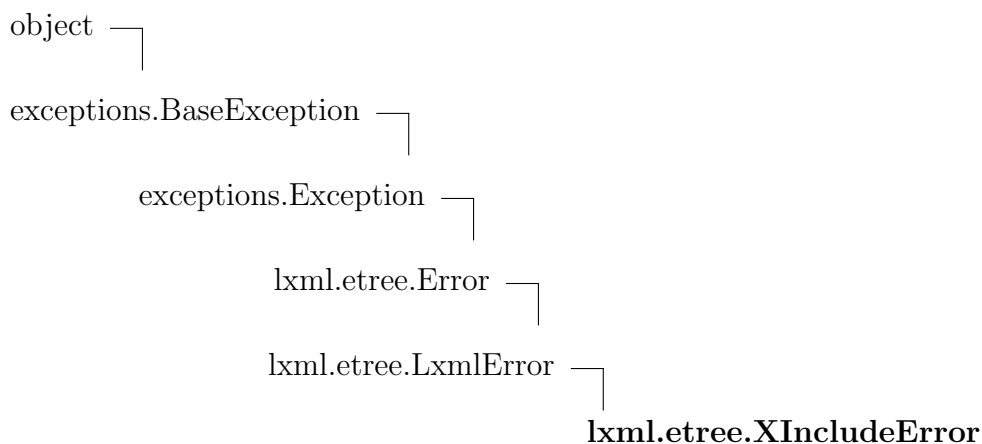 object
exceptions.BaseException
exceptions.Exception
lxml.etree.Error
lxml.etree.LxmlError
lxml.etree.XIncludeError